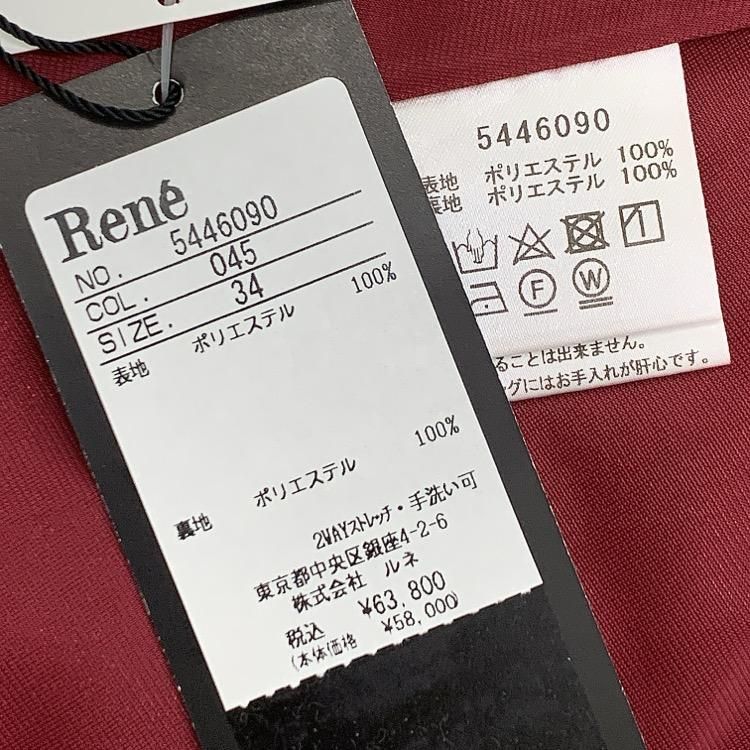 René
NO. 5446090
COL. 045
SIZE. 34
表地 ポリエステル 100%
裏地 ポリエステル 100%
2WAYストレッチ・手洗い可
東京都中央区銀座4-2-6
株式会社 ルネ
税込 ¥63,800
(本体価格 ¥58,000)
5446090
表地 ポリエステル 100%
裏地 ポリエステル 100%
1
F W
ることは出来ません。
グにはお手入れが肝心です。